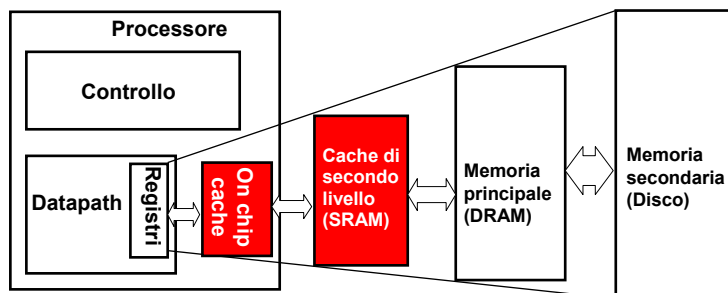 Processore
Controllo
Datapath
Registri
On chip
cache
Cache di
secondo
livello
(SRAM)
Memoria
principale
(DRAM)
Memoria
secondaria
(Disco)